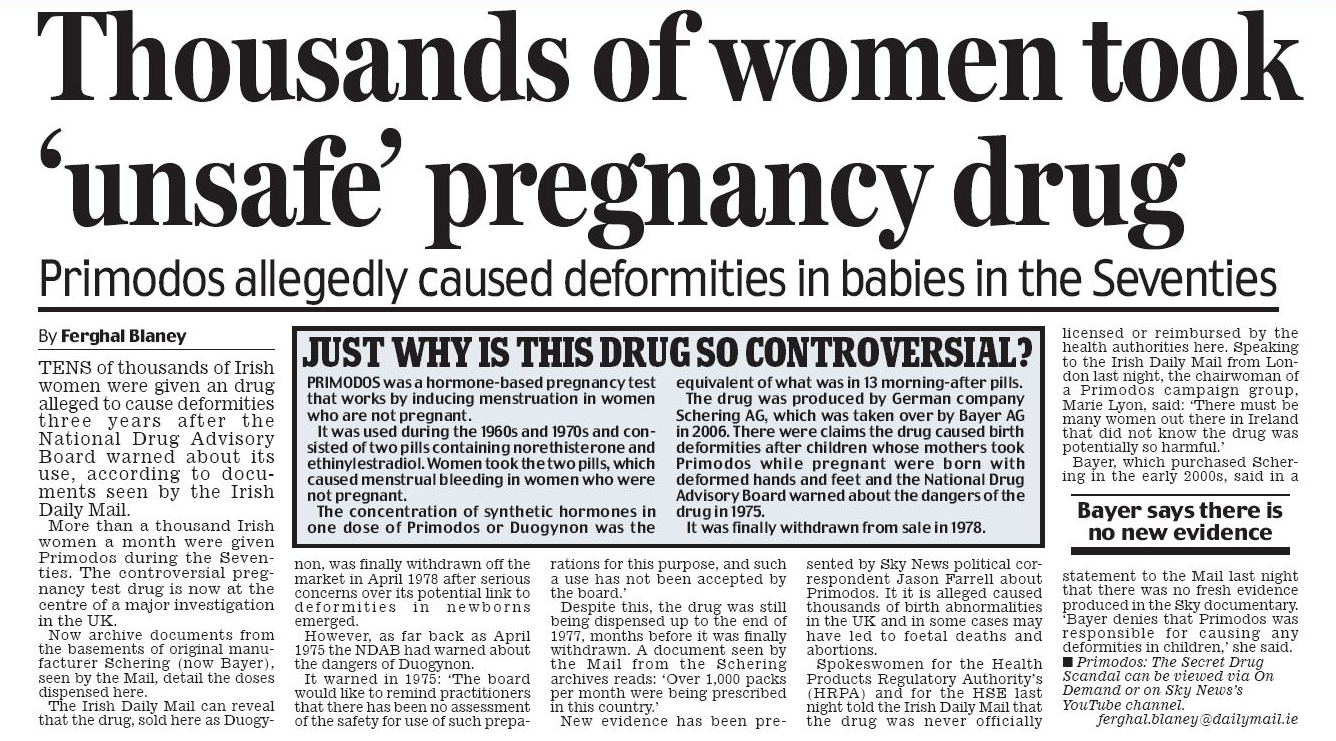 Thousands of women took
‘unsafe’ pregnancy drug
Primodos allegedly caused deformities in babies in the Seventies
By Ferghal Blaney
TENS of thousands of Irish
women were given an drug
alleged to cause deformities
three years after the
National Drug Advisory
Board warned about its
use, according to docu-
ments seen by the Irish
Daily Mail.
More than a thousand Irish
women a month were given
Primodos during the Seven-
ties. The controversial preg-
nancy test drug is now at the
centre of a major investigation
in the UK.
Now archive documents from
the basements of original manu-
facturer Schering (now Bayer),
seen by the Mail, detail the doses
dispensed here.
The Irish Daily Mail can reveal
that the drug, sold here as Duogy-
JUST WHY IS THIS DRUG SO CONTROVERSIAL?
PRIMODOS was a hormone-based pregnancy test
that works by inducing menstruation in women
who are not pregnant.
It was used during the 1960s and 1970s and con-
sisted of two pills containing norethisterone and
ethinylestradiol. Women took the two pills, which
caused menstrual bleeding in women who were
not pregnant.
The concentration of synthetic hormones in
one dose of Primodos or Duogynon was the
equivalent of what was in 13 morning-after pills.
The drug was produced by German company
Schering AG, which was taken over by Bayer AG
in 2006. There were claims the drug caused birth
deformities after children whose mothers took
Primodos while pregnant were born with
deformed hands and feet and the National Drug
Advisory Board warned about the dangers of the
drug in 1975.
It was finally withdrawn from sale in 1978.
non, was finally withdrawn off the
market in April 1978 after serious
concerns over its potential link to
deformities in newborns
emerged.
However, as far back as April
1975 the NDAB had warned about
the dangers of Duogynon.
It warned in 1975: ‘The board
would like to remind practitioners
that there has been no assessment
of the safety for use of such prepa-
rations for this purpose, and such
a use has not been accepted by
the board.’
Despite this, the drug was still
being dispensed up to the end of
1977, months before it was finally
withdrawn. A document seen by
the Mail from the Schering
archives reads: ‘Over 1,000 packs
per month were being prescribed
in this country.’
New evidence has been pre-
sented by Sky News political cor-
respondent Jason Farrell about
Primodos. It it is alleged caused
thousands of birth abnormalities
in the UK and in some cases may
have led to foetal deaths and
abortions.
Spokeswomen for the Health
Products Regulatory Authority’s
(HRPA) and for the HSE last
night told the Irish Daily Mail that
the drug was never officially
licensed or reimbursed by the
health authorities here. Speaking
to the Irish Daily Mail from Lon-
don last night, the chairwoman of
a Primodos campaign group,
Marie Lyon, said: ‘There must be
many women out there in Ireland
that did not know the drug was
potentially so harmful.’
Bayer, which purchased Scher-
ing in the early 2000s, said in a
Bayer says there is
no new evidence
statement to the Mail last night
that there was no fresh evidence
produced in the Sky documentary.
‘Bayer denies that Primodos was
responsible for causing any
deformities in children,’ she said.
■ Primodos: The Secret Drug
Scandal can be viewed via On
Demand or on Sky News’s
YouTube channel.
ferghal.blaney@dailymail.ie